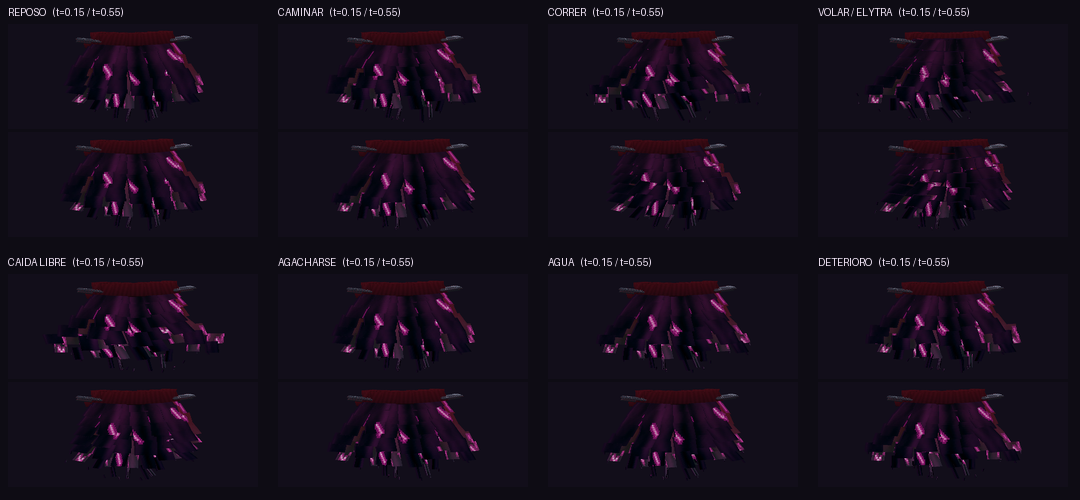 REPOSO (t=0.15 / t=0.55)
CAMINAR (t=0.15 / t=0.55)
CORRER (t=0.15 / t=0.55)
VOLAR / ELYTRA (t=0.15 / t=0.55)
CAIDA LIBRE (t=0.15 / t=0.55)
AGACHARSE (t=0.15 / t=0.55)
AGUA (t=0.15 / t=0.55)
DETERIORO (t=0.15 / t=0.55)